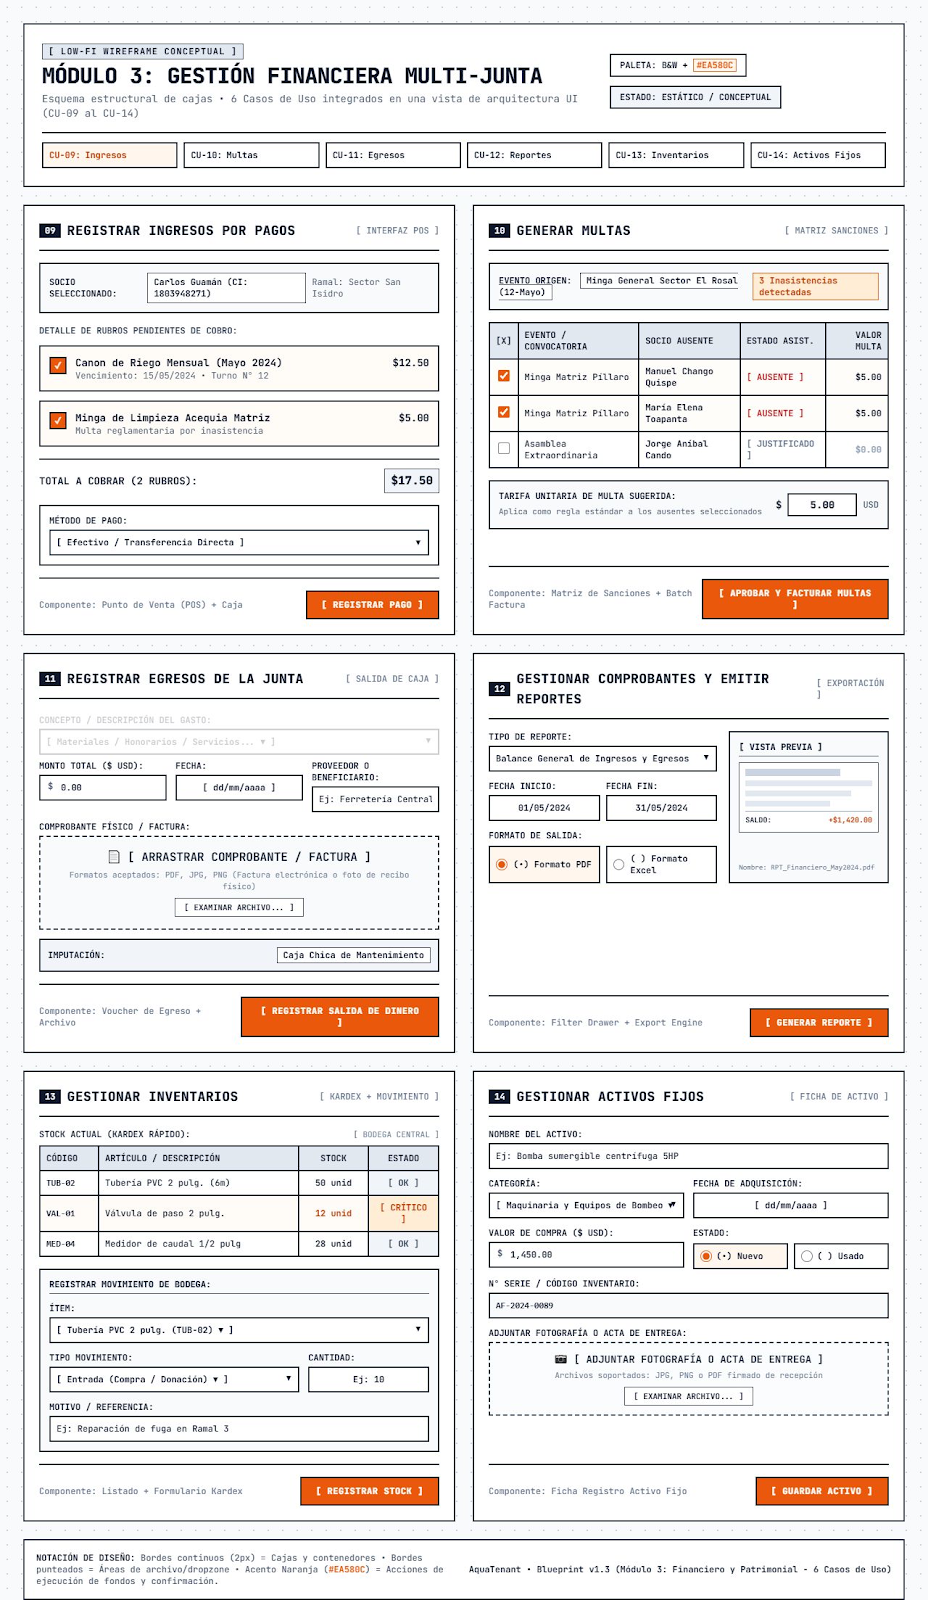 [ LOW-FI WIREFRAME CONCEPTUAL ]
MÓDULO 3: GESTIÓN FINANCIERA MULTI-JUNTA
Esquema estructural de cajas • 6 Casos de Uso integrados en una vista de arquitectura UI
(CU-09 al CU-14)
PALETA: B&W + #EA580C
ESTADO: ESTÁTICO / CONCEPTUAL
CU-09: Ingresos
CU-10: Multas
CU-11: Egresos
CU-12: Reportes
CU-13: Inventarios
CU-14: Activos Fijos
09 REGISTRAR INGRESOS POR PAGOS
[ INTERFAZ POS ]
SOCIO
SELECCIONADO:
Carlos Guamán (CI:
1803948271)
Ramal: Sector San
Isidro
DETALLE DE RUBROS PENDIENTES DE COBRO:
Canon de Riego Mensual (Mayo 2024) $12.50
Vencimiento: 15/05/2024 • Turno N° 12
Minga de Limpieza Acequia Matriz $5.00
Multa reglamentaria por inasistencia
TOTAL A COBRAR (2 RUBROS): $17.50
MÉTODO DE PAGO:
[ Efectivo / Transferencia Directa ] ▼
Componente: Punto de Venta (POS) + Caja
[ REGISTRAR PAGO ]
10 GENERAR MULTAS
[ MATRIZ SANCIONES ]
EVENTO ORIGEN: Minga General Sector El Rosal
(12-Mayo)
3 Inasistencias
detectadas
[X] EVENTO /
CONVOCATORIA
SOCIO AUSENTE
ESTADO ASIST.
VALOR
MULTA
Minga Matriz Píllaro
Manuel Chango
Quispe
[ AUSENTE ]
$5.00
Minga Matriz Píllaro
María Elena
Toapanta
[ AUSENTE ]
$5.00
Asamblea
Extraordinaria
Jorge Aníbal
Cando
[ JUSTIFICADO
]
$0.00
TARIFA UNITARIA DE MULTA SUGERIDA:
Aplica como regla estándar a los ausentes seleccionados
$ 5.00 USD
Componente: Matriz de Sanciones + Batch
Factura
[ APROBAR Y FACTURAR MULTAS
]
11 REGISTRAR EGRESOS DE LA JUNTA
[ SALIDA DE CAJA ]
CONCEPTO / DESCRIPCIÓN DEL GASTO:
[ Materiales / Honorarios / Servicios... ▼ ] ▼
MONTO TOTAL ($ USD):
$ 0.00
FECHA:
[ dd/mm/aaaa ]
PROVEEDOR O
BENEFICIARIO:
Ej: Ferretería Central
COMPROBANTE FÍSICO / FACTURA:
[ ARRASTRAR COMPROBANTE / FACTURA ]
Formatos aceptados: PDF, JPG, PNG (Factura electrónica o foto de recibo
físico)
[ EXAMINAR ARCHIVO... ]
IMPUTACIÓN: Caja Chica de Mantenimiento
Componente: Voucher de Egreso +
Archivo
[ REGISTRAR SALIDA DE DINERO
]
12 GESTIONAR COMPROBANTES Y EMITIR
REPORTES
[ EXPORTACIÓN
]
TIPO DE REPORTE:
Balance General de Ingresos y Egresos ▼
FECHA INICIO:
01/05/2024
FECHA FIN:
31/05/2024
FORMATO DE SALIDA:
(•) Formato PDF
( ) Formato
Excel
[ VISTA PREVIA ]
SALDO: +$1,420.00
Nombre: RPT_Financiero_May2024.pdf
Componente: Filter Drawer + Export Engine
[ GENERAR REPORTE ]
13 GESTIONAR INVENTARIOS
[ KARDEX + MOVIMIENTO ]
STOCK ACTUAL (KARDEX RÁPIDO):
[ BODEGA CENTRAL ]
CÓDIGO ARTÍCULO / DESCRIPCIÓN STOCK ESTADO
TUB-02 Tubería PVC 2 pulg. (6m) 50 unid [ OK ]
VAL-01 Válvula de paso 2 pulg. 12 unid [ CRÍTICO
]
MED-04 Medidor de caudal 1/2 pulg 28 unid [ OK ]
REGISTRAR MOVIMIENTO DE BODEGA:
ÍTEM:
[ Tubería PVC 2 pulg. (TUB-02) ▼ ] ▼
TIPO MOVIMIENTO:
[ Entrada (Compra / Donación) ▼ ] ▼
CANTIDAD:
Ej: 10
MOTIVO / REFERENCIA:
Ej: Reparación de fuga en Ramal 3
Componente: Listado + Formulario Kardex
[ REGISTRAR STOCK ]
14 GESTIONAR ACTIVOS FIJOS
[ FICHA DE ACTIVO ]
NOMBRE DEL ACTIVO:
Ej: Bomba sumergible centrífuga 5HP
CATEGORÍA:
[ Maquinaria y Equipos de Bombeo ▼
FECHA DE ADQUISICIÓN:
[ dd/mm/aaaa ]
VALOR DE COMPRA ($ USD):
$ 1,450.00
ESTADO:
(•) Nuevo
( ) Usado
N° SERIE / CÓDIGO INVENTARIO:
AF-2024-0089
ADJUNTAR FOTOGRAFÍA O ACTA DE ENTREGA:
[ ADJUNTAR FOTOGRAFÍA O ACTA DE ENTREGA ]
Archivos soportados: JPG, PNG o PDF firmado de recepción
[ EXAMINAR ARCHIVO... ]
Componente: Ficha Registro Activo Fijo
[ GUARDAR ACTIVO ]
NOTACIÓN DE DISEÑO: Bordes continuos (2px) = Cajas y contenedores • Bordes
punteados = Áreas de archivo/dropzone • Acento Naranja (#EA580C) = Acciones de
ejecución de fondos y confirmación.
AquaTenant • Blueprint v1.3 (Módulo 3: Financiero y Patrimonial - 6 Casos de Uso)